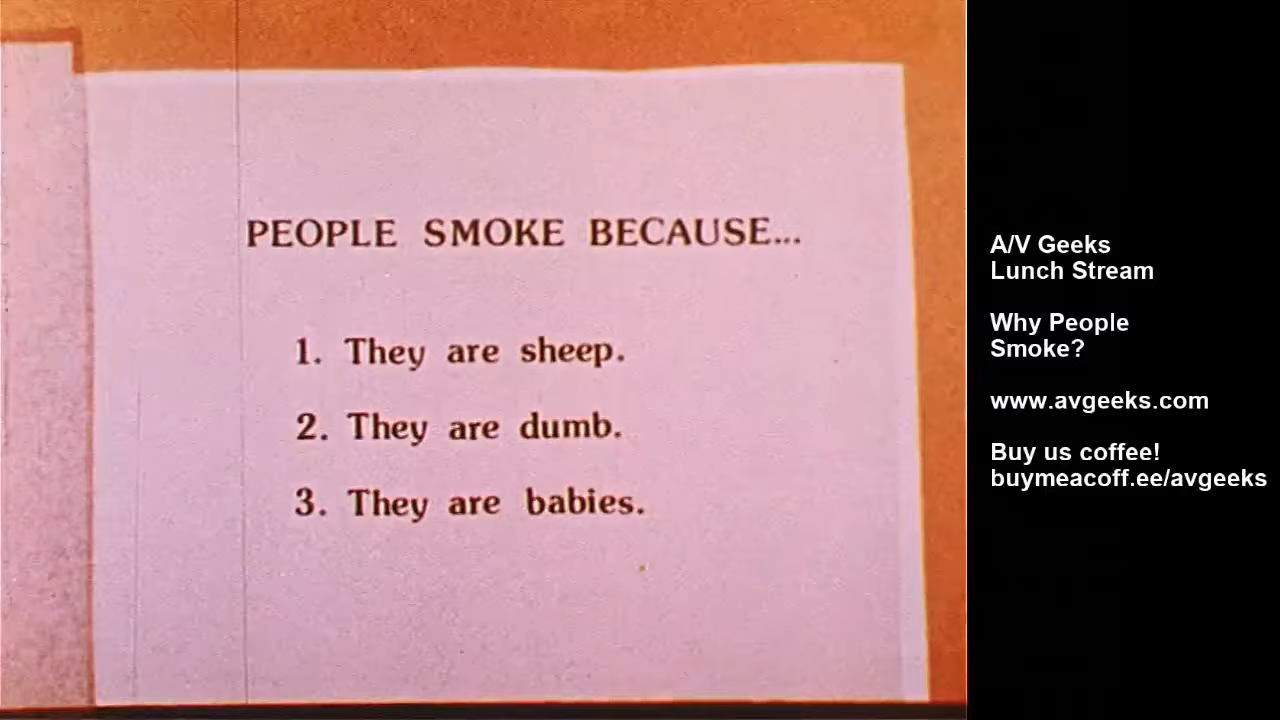 PEOPLE SMOKE BECAUSE...
1. They are sheep.
2. They are dumb.
3. They are babies.
A/V Geeks
Lunch Stream
Why People
Smoke?
www.avgeeks.com
Buy us coffee!
buymeacoff.ee/avgeeks